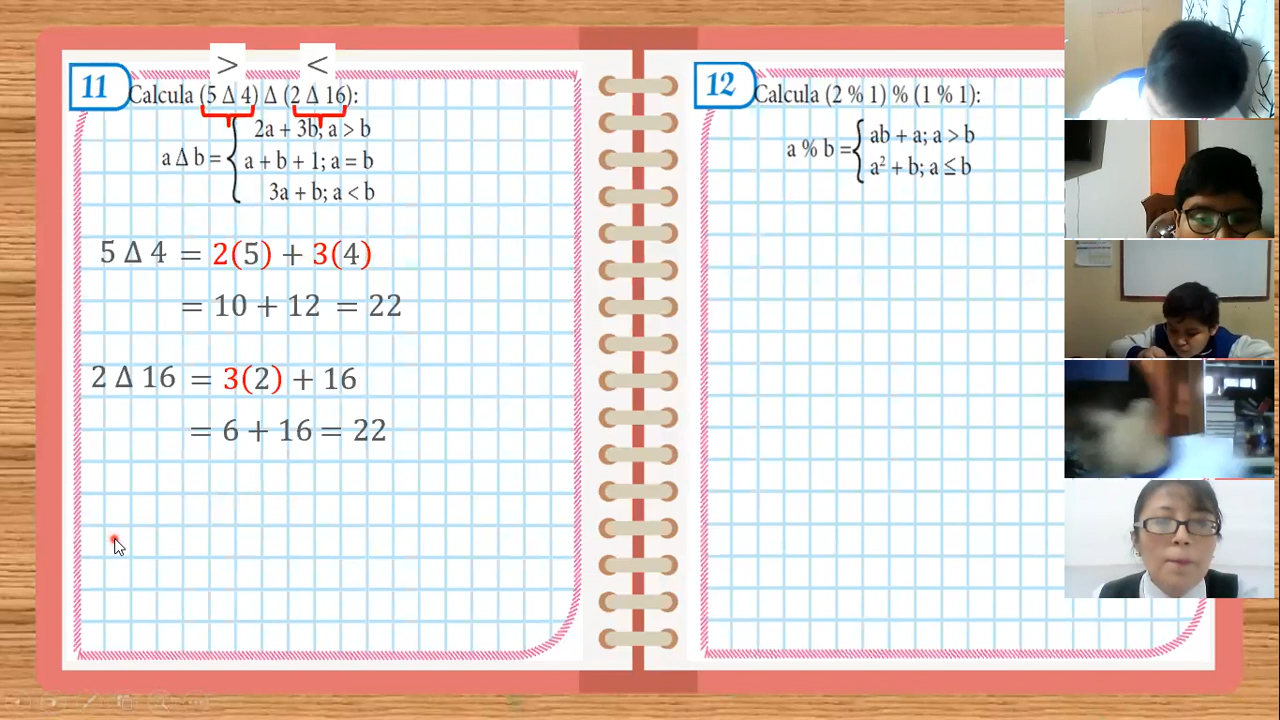 > <
11 Calcula (5 Δ 4) Δ (2 Δ 16):
2a + 3b; a > b
a Δ b = { a + b + 1; a = b
3a + b; a < b
5 Δ 4 = 2(5) + 3(4)
= 10 + 12 = 22
2 Δ 16 = 3(2) + 16
= 6 + 16 = 22
12 Calcula (2 % 1) % (1 % 1):
ab + a; a > b
a % b = {
a² + b; a ≤ b